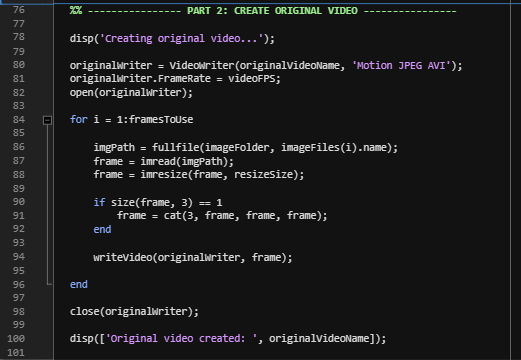 76 %% ---------------- PART 2: CREATE ORIGINAL VIDEO ----------------
77
78 disp('Creating original video...');
79
80 originalWriter = VideoWriter(originalVideoName, 'Motion JPEG AVI');
81 originalWriter.FrameRate = videoFPS;
82 open(originalWriter);
83
84 for i = 1:framesToUse
85
86 imgPath = fullfile(imageFolder, imageFiles(i).name);
87 frame = imread(imgPath);
88 frame = imresize(frame, resizeSize);
89
90 if size(frame, 3) == 1
91 frame = cat(3, frame, frame, frame);
92 end
93
94 writeVideo(originalWriter, frame);
95
96 end
97
98 close(originalWriter);
99
100 disp(['Original video created: ', originalVideoName]);
101